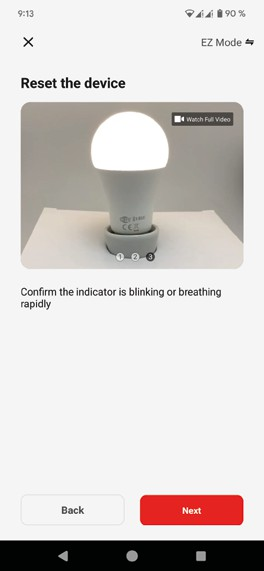 9:13
90 %
EZ Mode
Reset the device
Watch Full Video
1 2 3
Confirm the indicator is blinking or breathing
rapidly
Back
Next